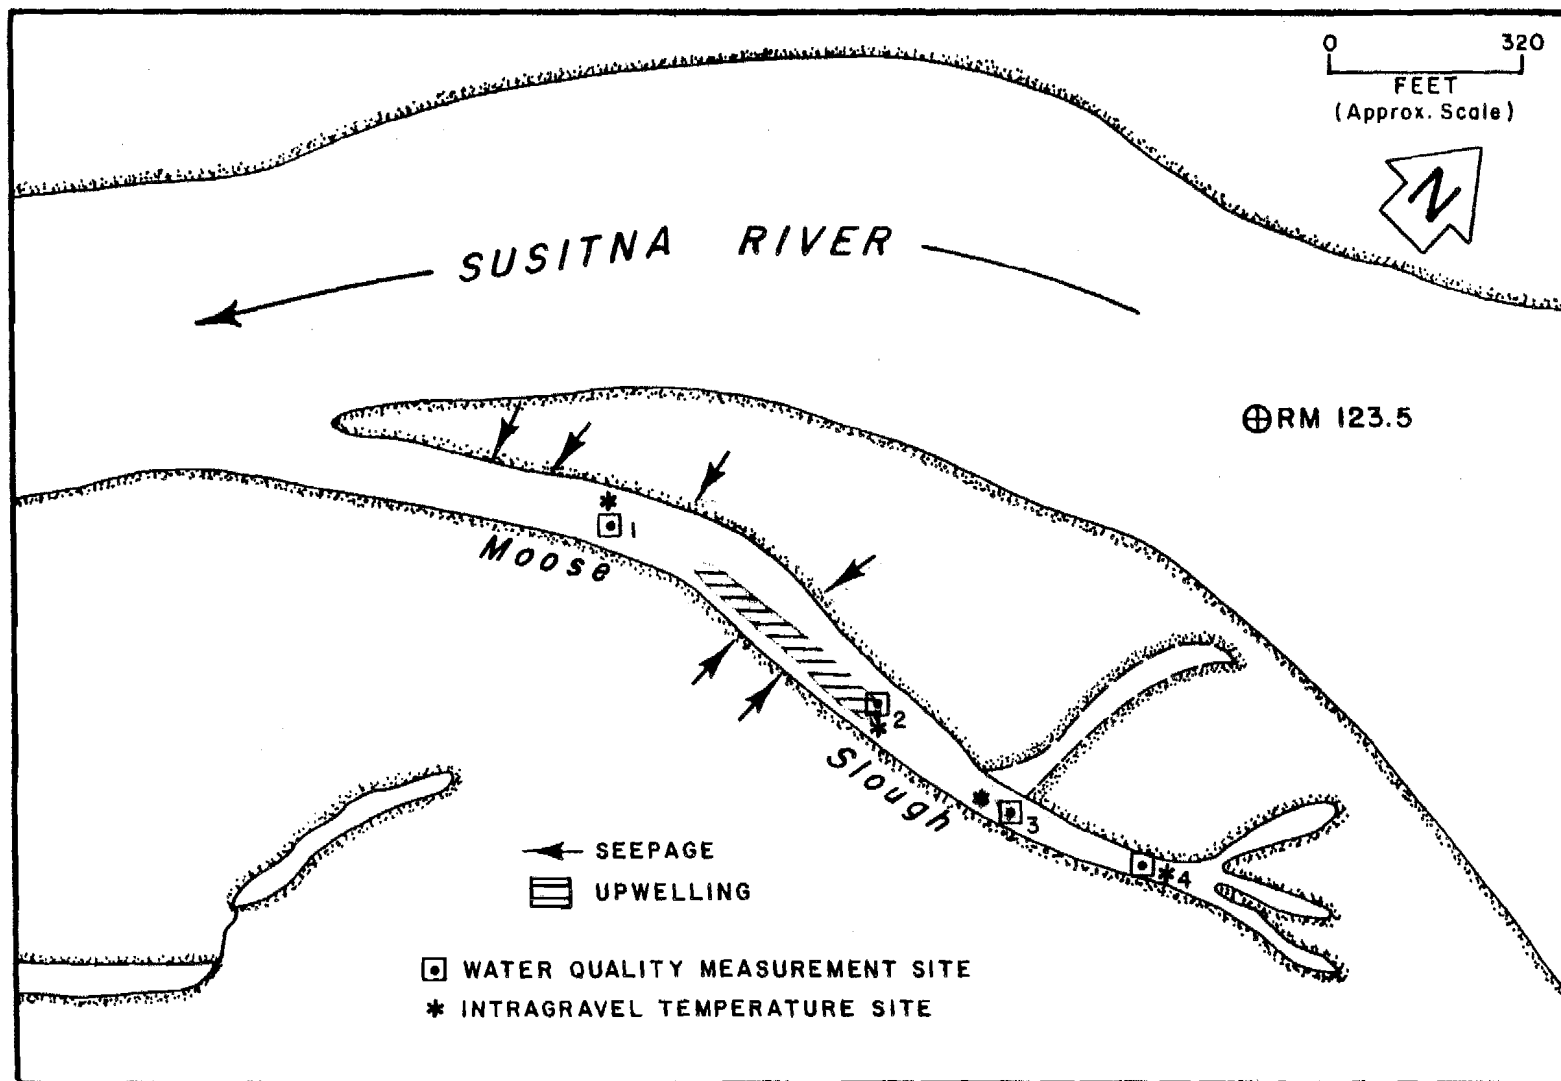 0 320
FEET
(Approx. Scale)
N
SUSITNA RIVER
RM 123.5
1
Moose
2
Slough
3
4
SEEPAGE
UPWELLING
WATER QUALITY MEASUREMENT SITE
INTRAGRAVEL TEMPERATURE SITE